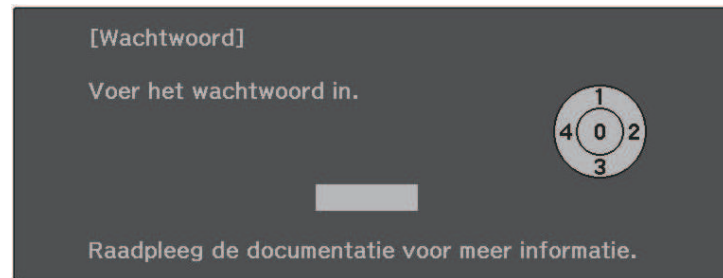 [Wachtwoord]
Voer het wachtwoord in.
1
4 0 2
3
Raadpleeg de documentatie voor meer informatie.